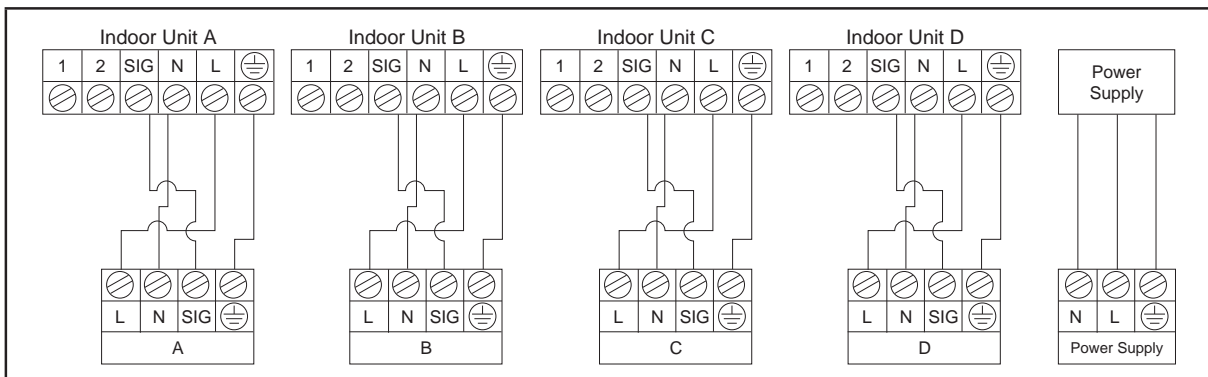 Indoor Unit A
1 2 SIG N L
Indoor Unit B
1 2 SIG N L
Indoor Unit C
1 2 SIG N L
Indoor Unit D
1 2 SIG N L
Power
Supply
L N SIG
A
L N SIG
B
L N SIG
C
L N SIG
D
N L
Power Supply